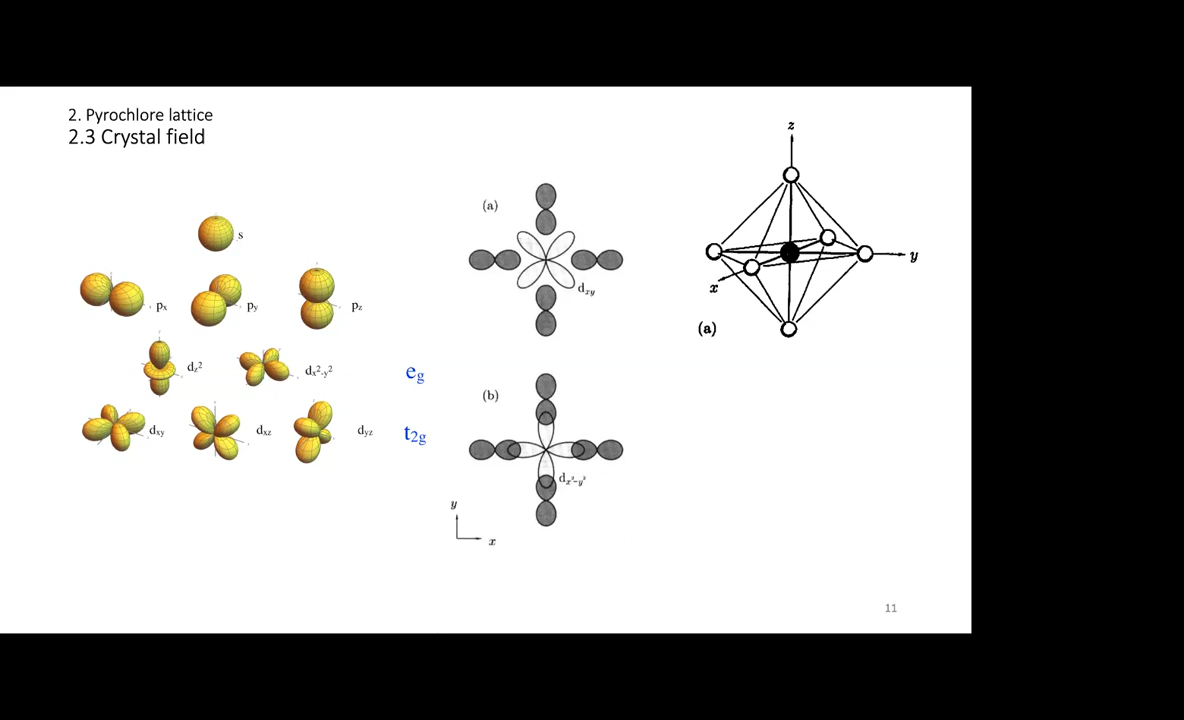 2. Pyrochlore lattice
2.3 Crystal field
s
px
py
pz
dz²
dx²-y²
eg
dxy
dxz
dyz
t2g
(a)
dxy
(b)
dx²-y²
y
x
z
y
x
(a)
11